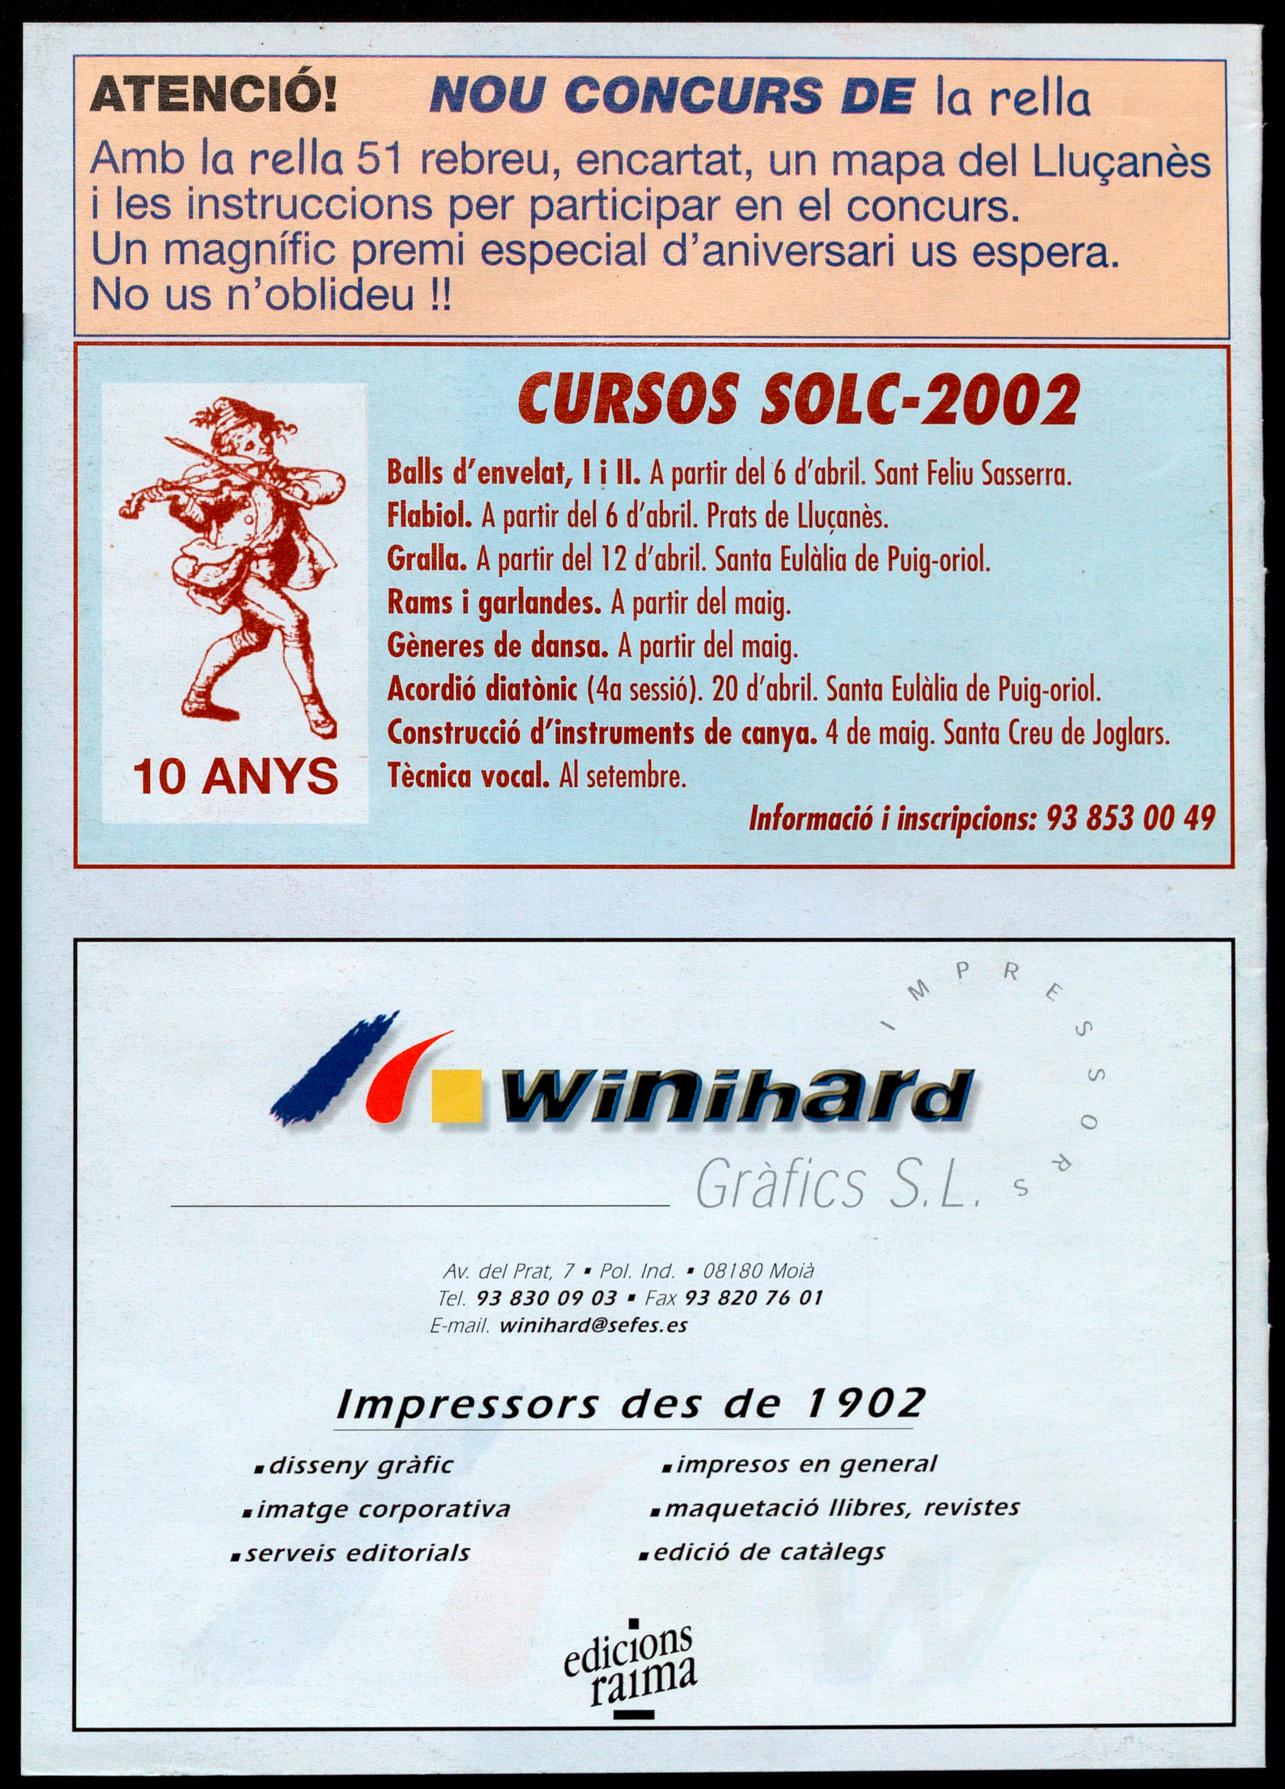 ATENCIÓ! NOU CONCURS DE la rella
Amb la rella 51 rebreu, encartat, un mapa del Lluçanès
i les instruccions per participar en el concurs.
Un magnífic premi especial d'aniversari us espera.
No us n'oblideu !!
CURSOS SOLC-2002
Balls d'envelat, I i II. A partir del 6 d'abril. Sant Feliu Sasserra.
Flabiol. A partir del 6 d'abril. Prats de Lluçanès.
Gralla. A partir del 12 d'abril. Santa Eulàlia de Puig-oriol.
Rams i garlandes. A partir del maig.
Gèneres de dansa. A partir del maig.
Acordió diatònic (4a sessió). 20 d'abril. Santa Eulàlia de Puig-oriol.
Construcció d'instruments de canya. 4 de maig. Santa Creu de Joglars.
Tècnica vocal. Al setembre.
10 ANYS
Informació i inscripcions: 93 853 00 49
IMPRESSORS
winihard
Gràfics S.L.
Av. del Prat, 7 ▪ Pol. Ind. ▪ 08180 Moià
Tel. 93 830 09 03 ▪ Fax 93 820 76 01
E-mail. winihard@sefes.es
Impressors des de 1902
▪disseny gràfic
▪imatge corporativa
▪serveis editorials
▪impresos en general
▪maquetació llibres, revistes
▪edició de catàlegs
edicions
raima